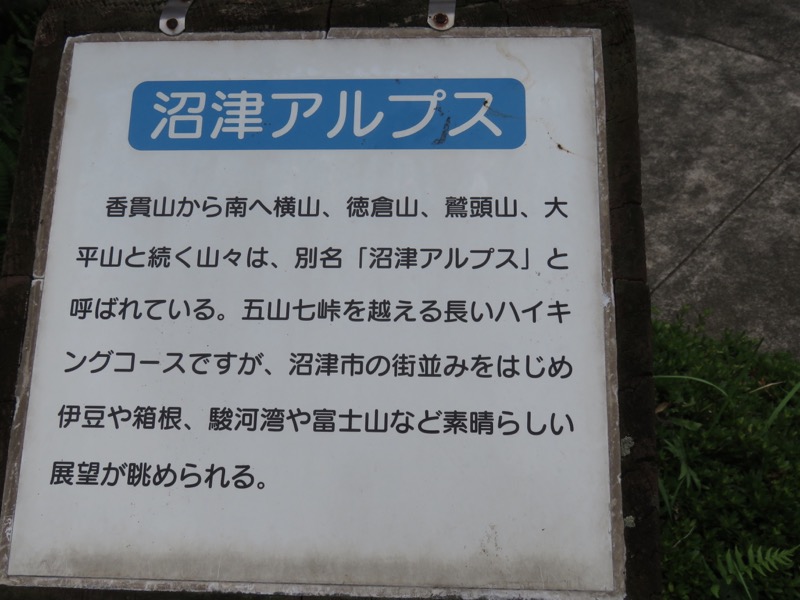 沼津アルプス
香貫山から南へ横山、徳倉山、鷲頭山、大
平山と続く山々は、別名「沼津アルプス」と
呼ばれている。五山七峠を越える長いハイキ
ングコースですが、沼津市の街並みをはじめ
伊豆や箱根、駿河湾や富士山など素晴らしい
展望が眺められる。